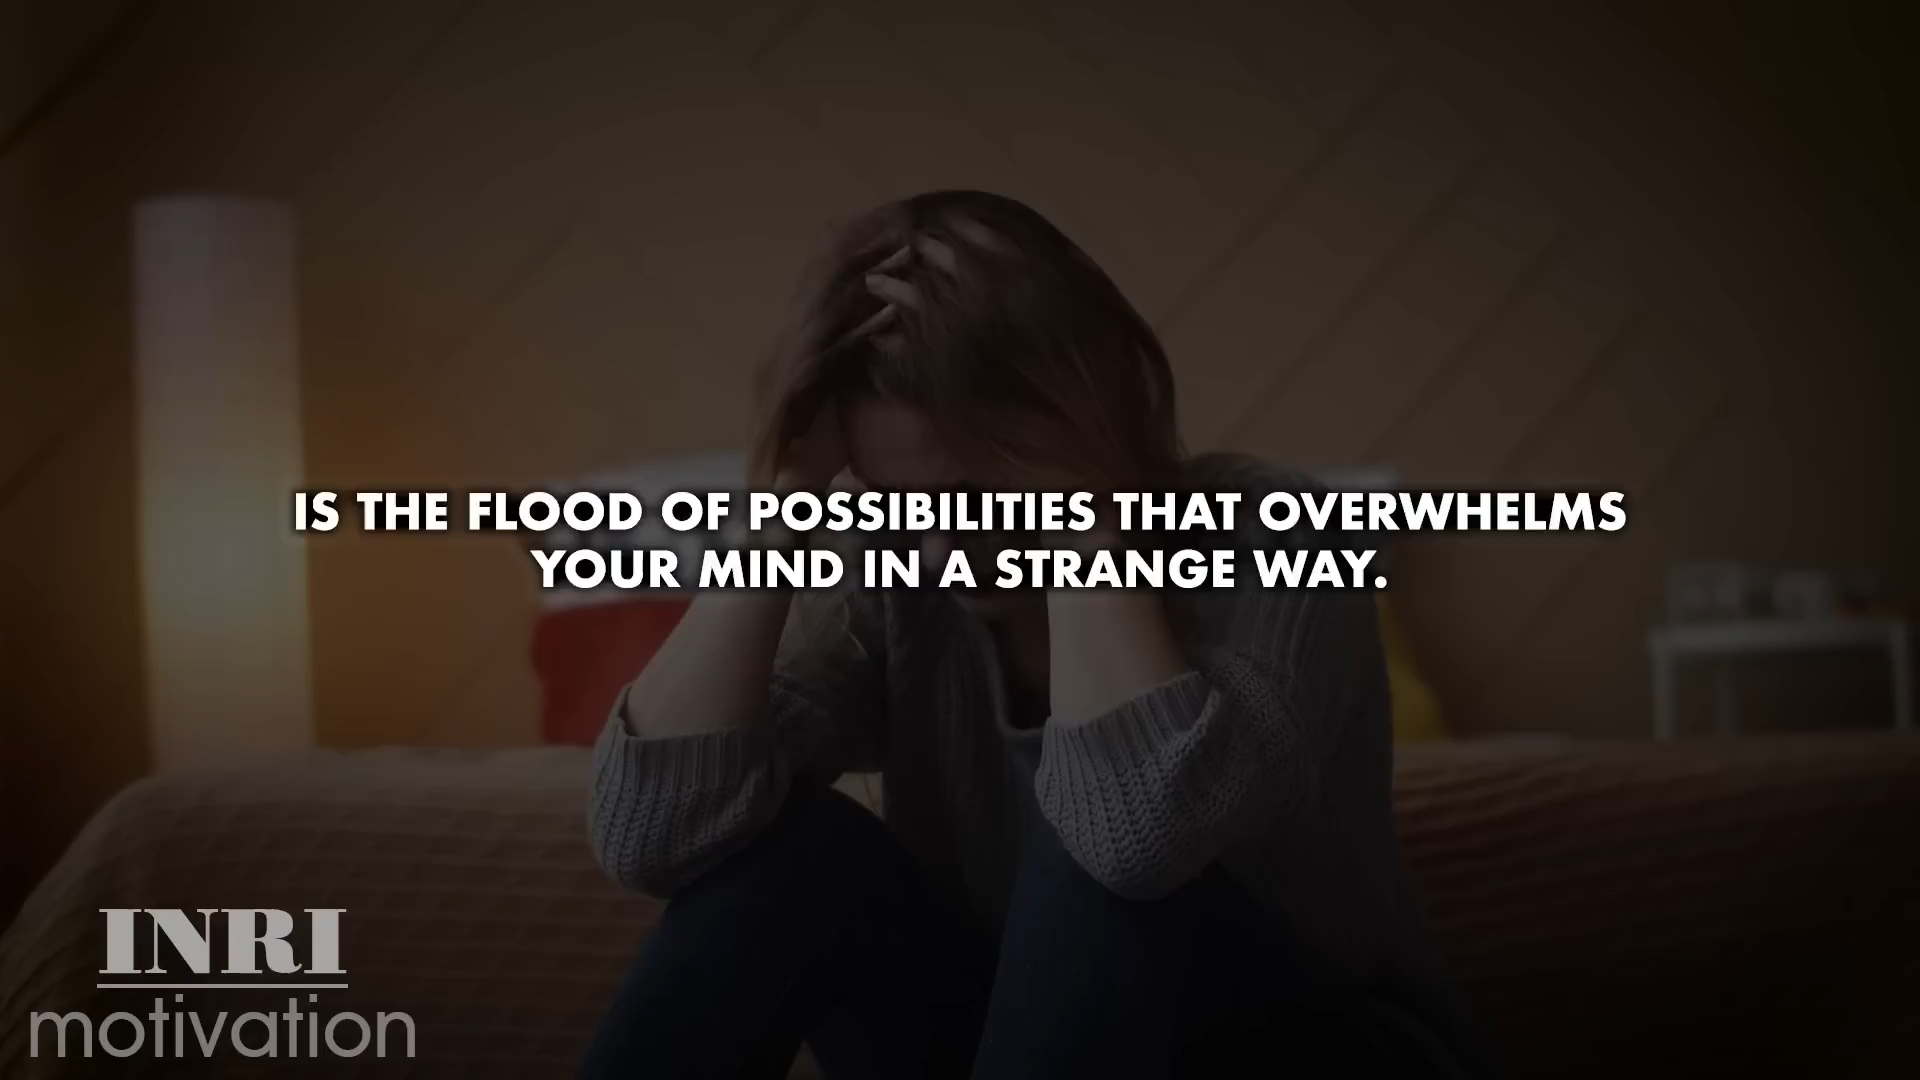 IS THE FLOOD OF POSSIBILITIES THAT OVERWHELMS
YOUR MIND IN A STRANGE WAY.
INRI
motivation